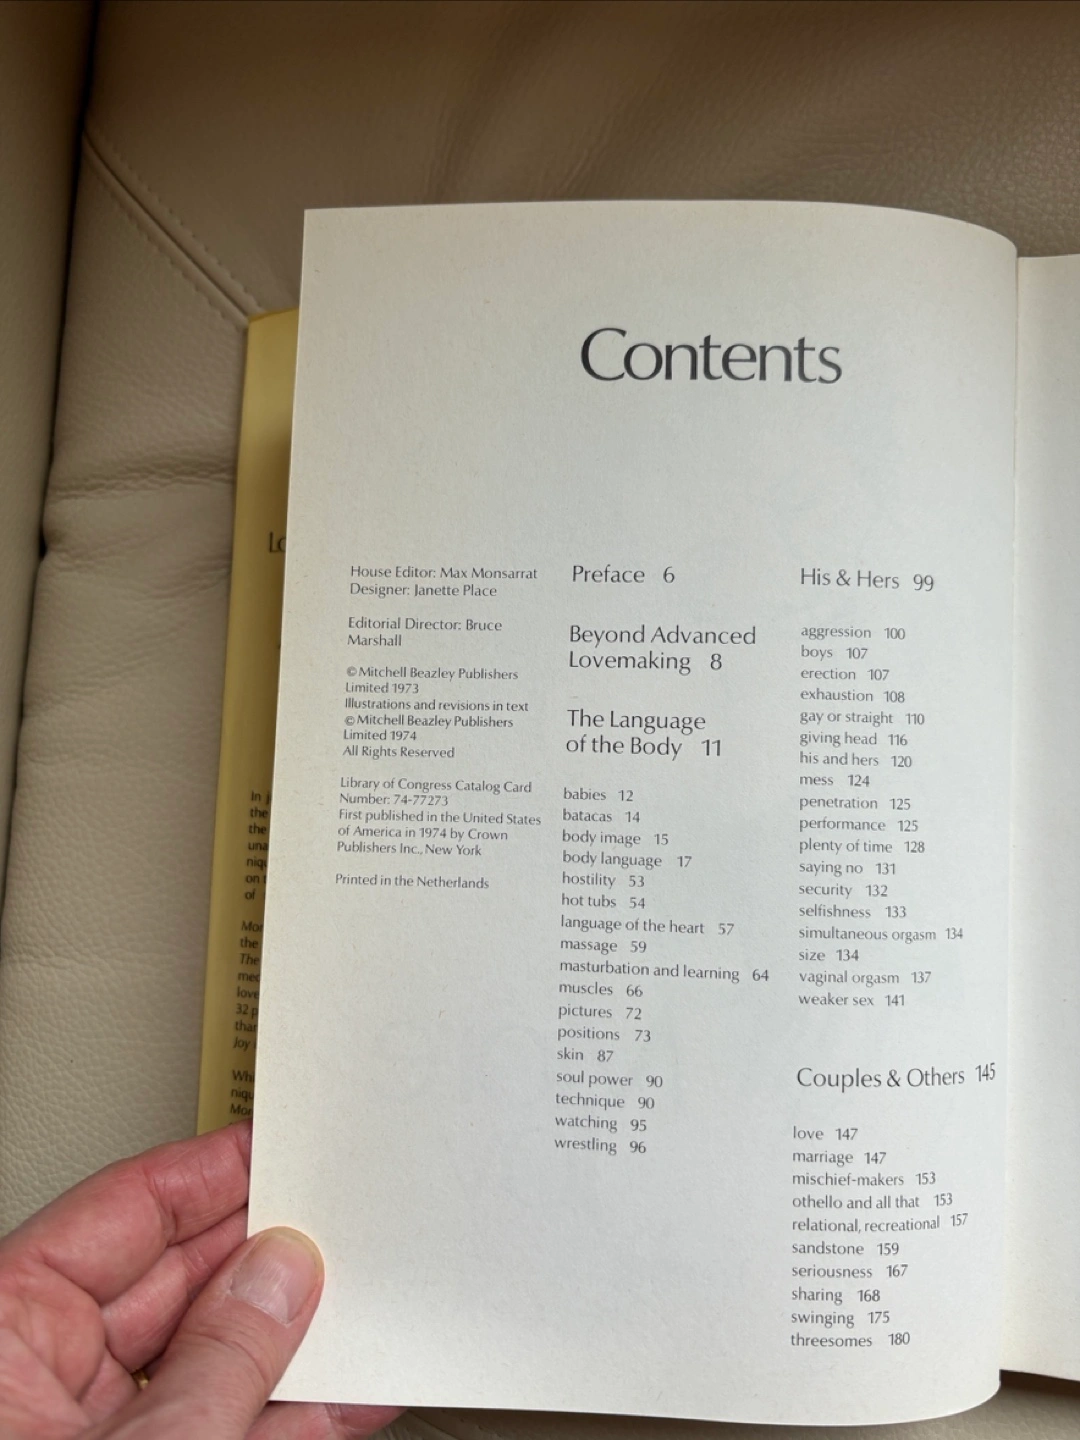 Contents
House Editor: Max Monsarrat
Designer: Janette Place
Editorial Director: Bruce
Marshall
© Mitchell Beazley Publishers
Limited 1973
Illustrations and revisions in text
© Mitchell Beazley Publishers
Limited 1974
All Rights Reserved
Library of Congress Catalog Card
Number: 74-77273
First published in the United States
of America in 1974 by Crown
Publishers Inc., New York
Printed in the Netherlands
Preface 6
Beyond Advanced
Lovemaking 8
The Language
of the Body 11
babies 12
batacas 14
body image 15
body language 17
hostility 53
hot tubs 54
language of the heart 57
massage 59
masturbation and learning 64
muscles 66
pictures 72
positions 73
skin 87
soul power 90
technique 90
watching 95
wrestling 96
His & Hers 99
aggression 100
boys 107
erection 107
exhaustion 108
gay or straight 110
giving head 116
his and hers 120
mess 124
penetration 125
performance 125
plenty of time 128
saying no 131
security 132
selfishness 133
simultaneous orgasm 134
size 134
vaginal orgasm 137
weaker sex 141
Couples & Others 145
love 147
marriage 147
mischief-makers 153
othello and all that 153
relational, recreational 157
sandstone 159
seriousness 167
sharing 168
swinging 175
threesomes 180
In
the
the
on
of
the
The
32
Joy